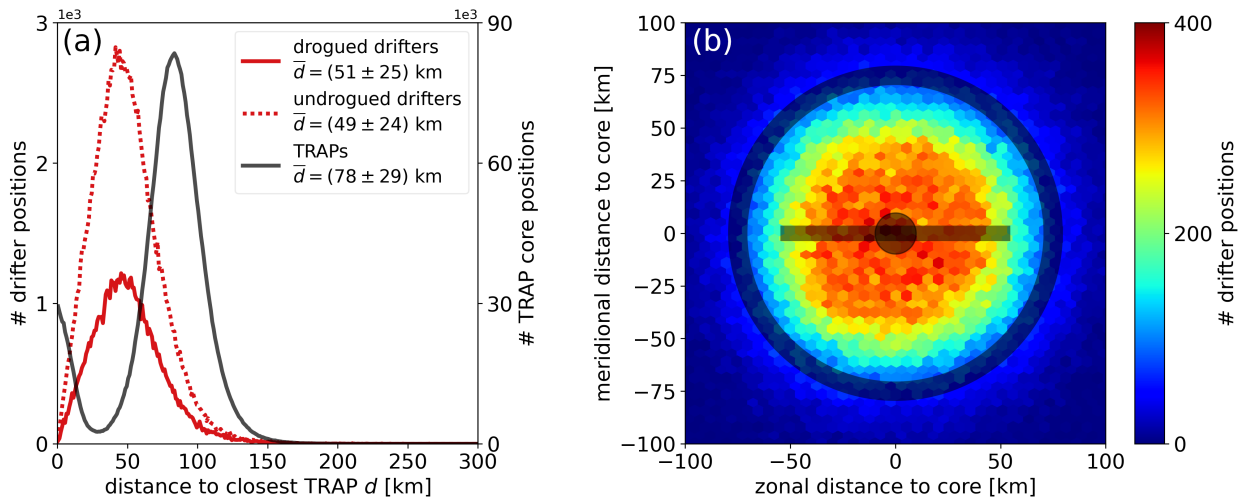 1e3
1e3
(a)
drogued drifters
d̅ = (51 ± 25) km
undrogued drifters
d̅ = (49 ± 24) km
TRAPs
d̅ = (78 ± 29) km
3
2
1
0
# drifter positions
90
60
30
0
# TRAP core positions
0 50 100 150 200 250 300
distance to closest TRAP d [km]
(b)
100
75
50
25
0
−25
−50
−75
−100
meridional distance to core [km]
−100 −50 0 50 100
zonal distance to core [km]
400
200
0
# drifter positions